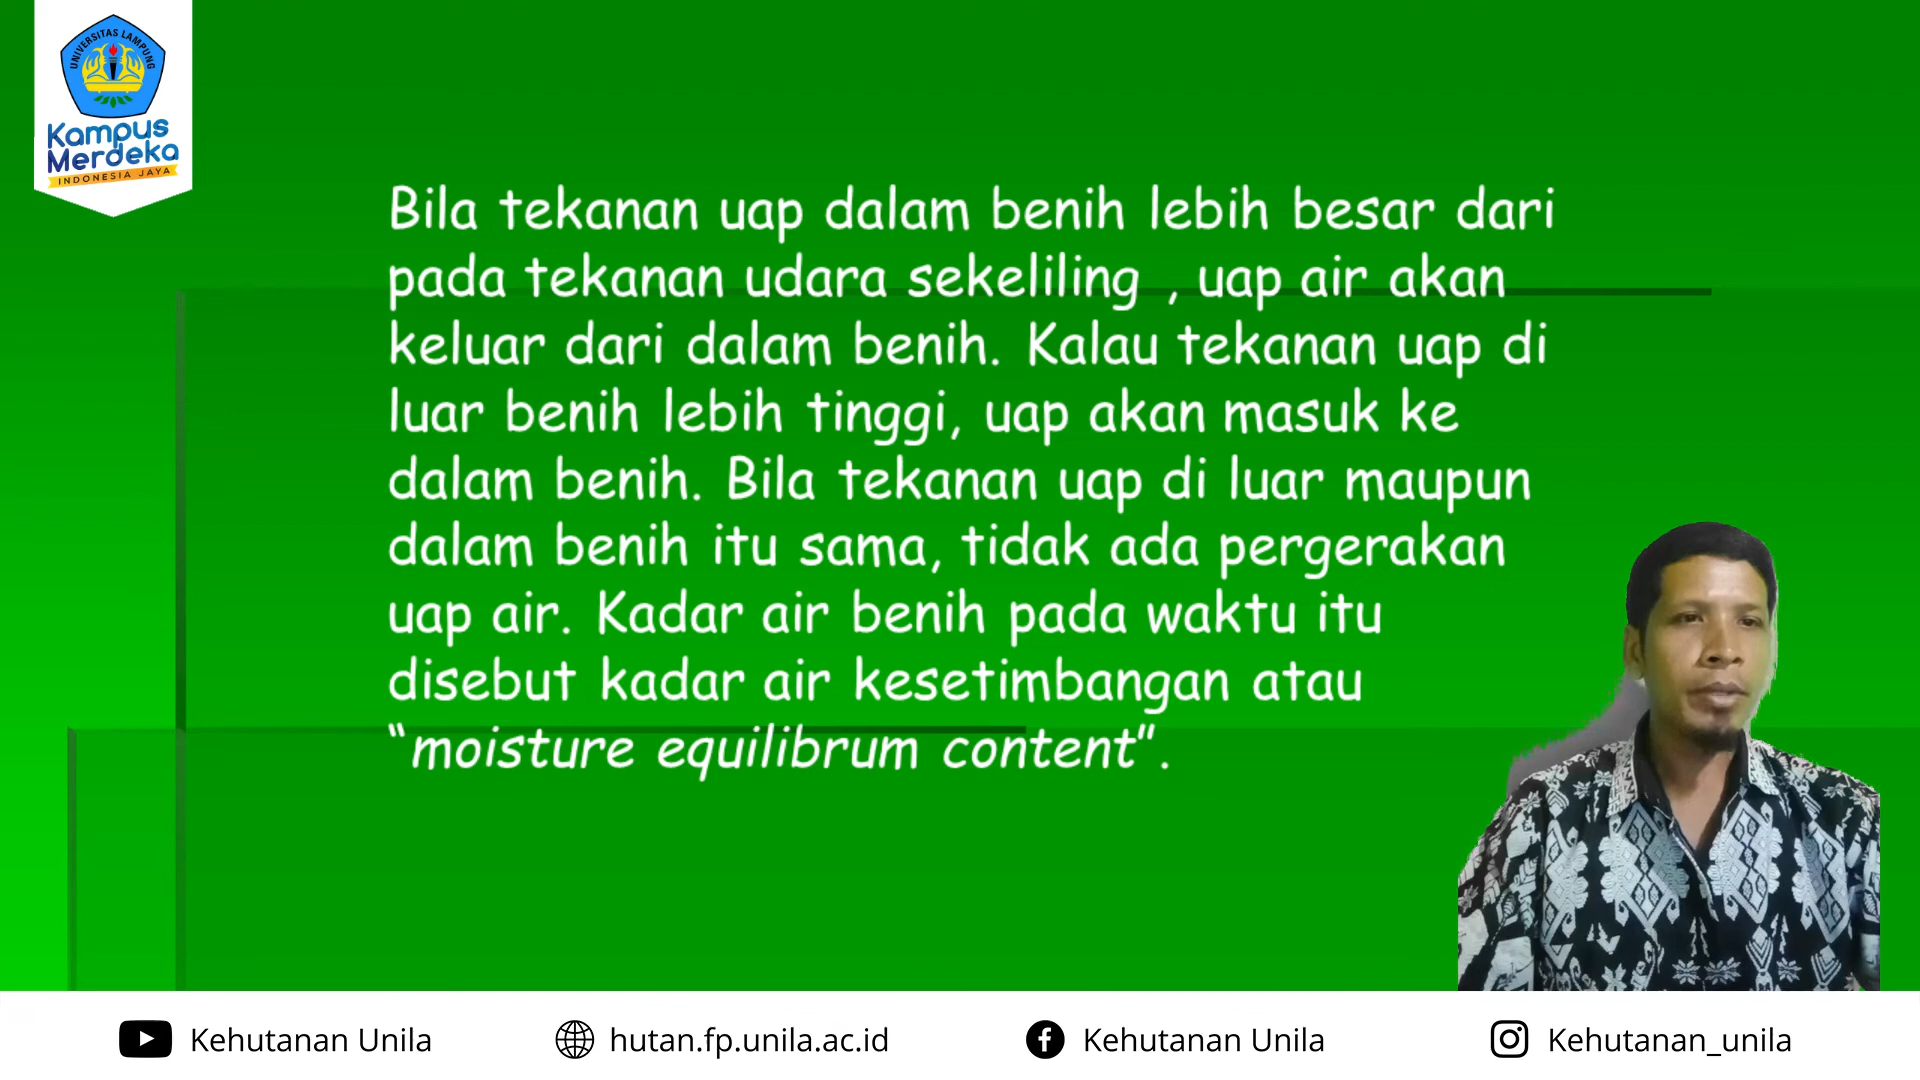 UNIVERSITAS LAMPUNG
Kampus
Merdeka
INDONESIA JAYA
Bila tekanan uap dalam benih lebih besar dari
pada tekanan udara sekeliling , uap air akan
keluar dari dalam benih. Kalau tekanan uap di
luar benih lebih tinggi, uap akan masuk ke
dalam benih. Bila tekanan uap di luar maupun
dalam benih itu sama, tidak ada pergerakan
uap air. Kadar air benih pada waktu itu
disebut kadar air kesetimbangan atau
“moisture equilibrum content”.
Kehutanan Unila
hutan.fp.unila.ac.id
Kehutanan Unila
Kehutanan_unila